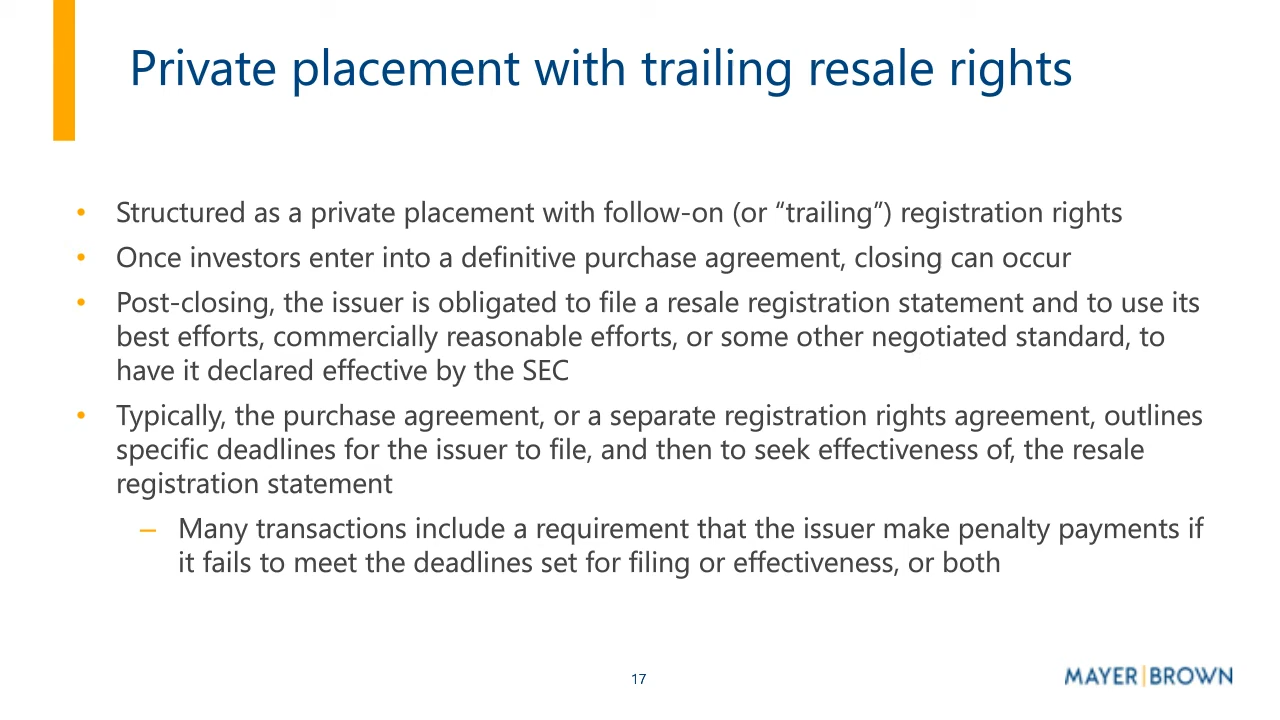 Private placement with trailing resale rights
• Structured as a private placement with follow-on (or “trailing”) registration rights
• Once investors enter into a definitive purchase agreement, closing can occur
• Post-closing, the issuer is obligated to file a resale registration statement and to use its
best efforts, commercially reasonable efforts, or some other negotiated standard, to
have it declared effective by the SEC
• Typically, the purchase agreement, or a separate registration rights agreement, outlines
specific deadlines for the issuer to file, and then to seek effectiveness of, the resale
registration statement
– Many transactions include a requirement that the issuer make penalty payments if
it fails to meet the deadlines set for filing or effectiveness, or both
17
MAYER|BROWN